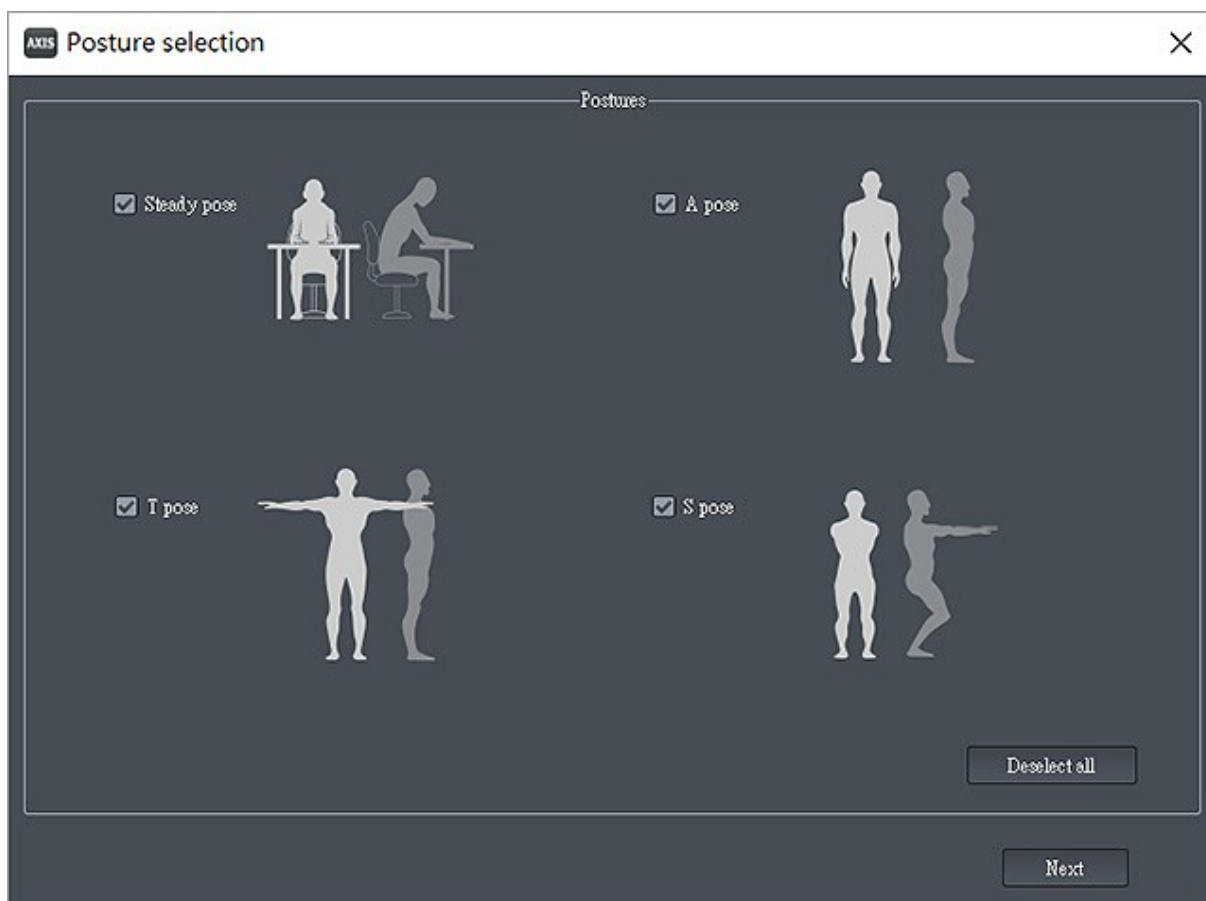 AXIS Posture selection
Postures
Steady pose
A pose
T pose
S pose
Deselect all
Next